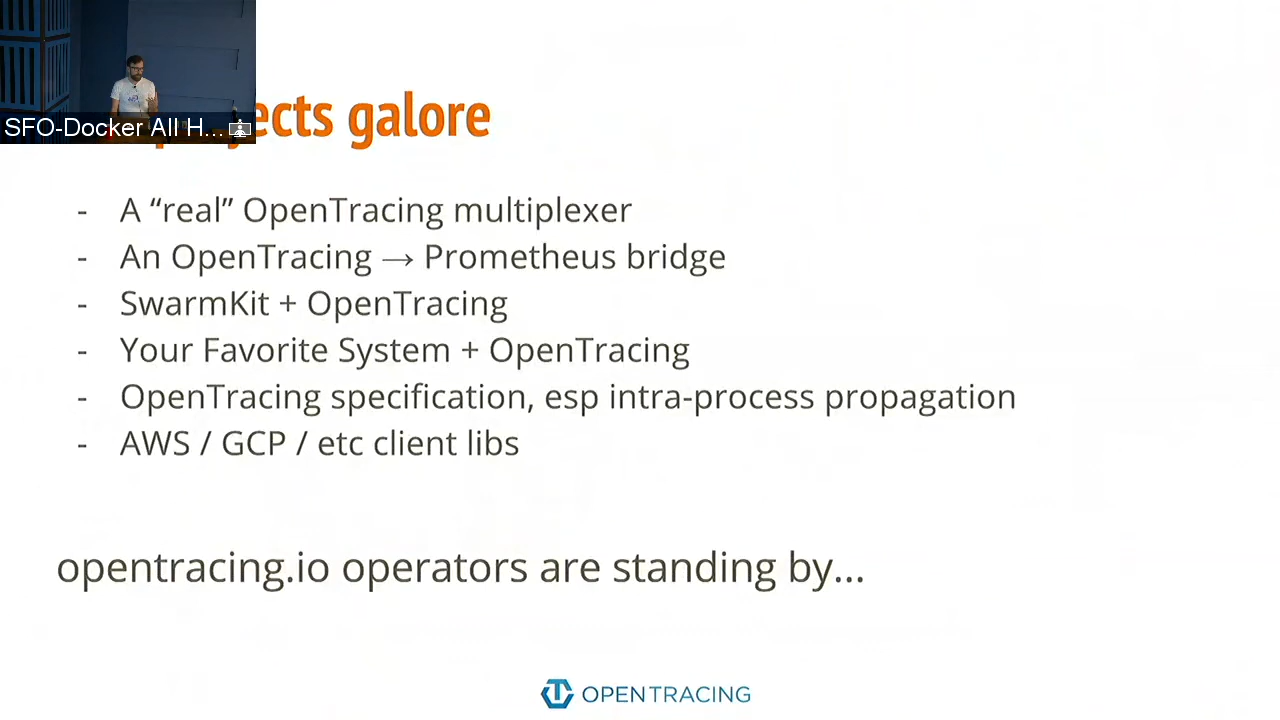 SFO-Docker All H...
ects galore
- A “real” OpenTracing multiplexer
- An OpenTracing → Prometheus bridge
- SwarmKit + OpenTracing
- Your Favorite System + OpenTracing
- OpenTracing specification, esp intra-process propagation
- AWS / GCP / etc client libs
opentracing.io operators are standing by...
OPENTRACING